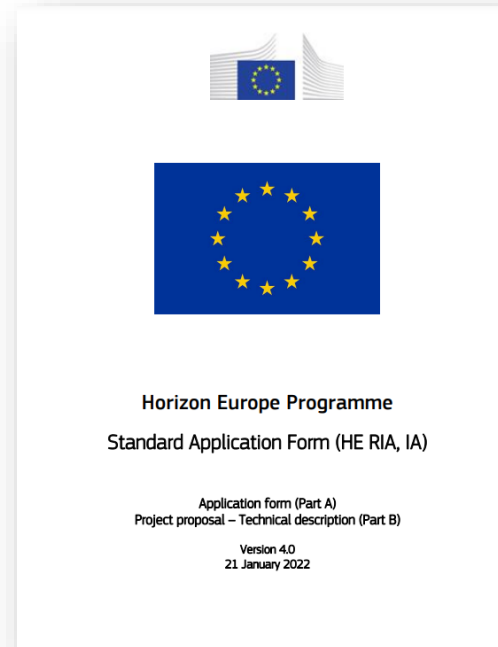 Horizon Europe Programme
Standard Application Form (HE RIA, IA)
Application form (Part A)
Project proposal – Technical description (Part B)
Version 4.0
21 January 2022